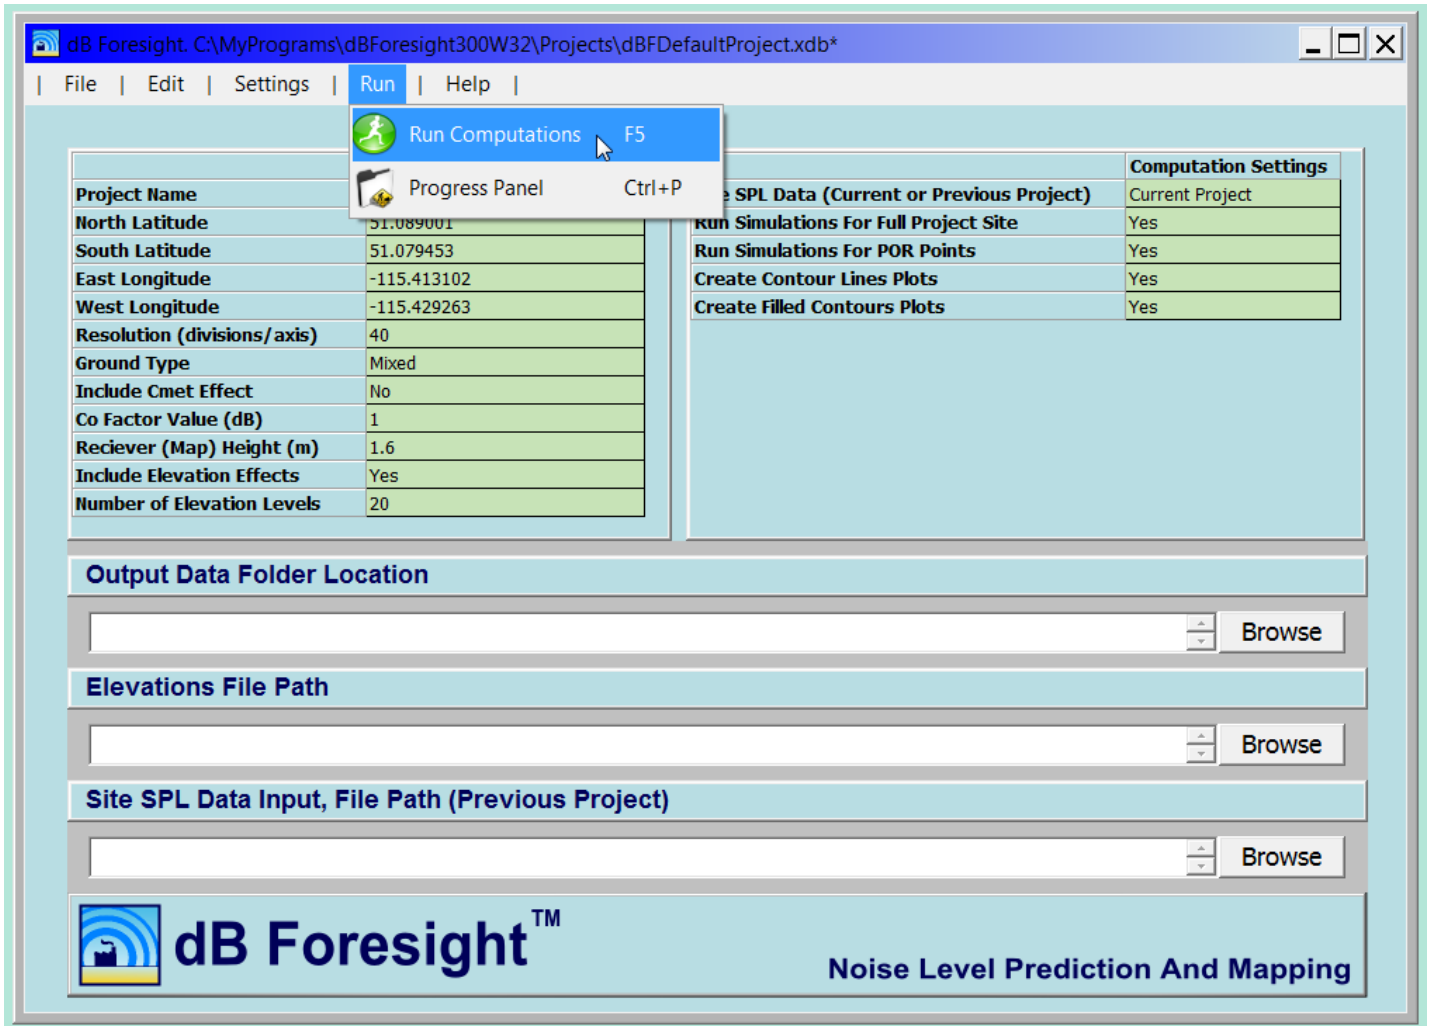 dB Foresight. C:\MyPrograms\dBForesight300W32\Projects\dBFDefaultProject.xdb*
| File | Edit | Settings | Run | Help |
Run Computations F5
Progress Panel Ctrl+P
Computation Settings
Project Name
SPL Data (Current or Previous Project) Current Project
North Latitude 51.089001
Run Simulations For Full Project Site Yes
South Latitude 51.079453
Run Simulations For POR Points Yes
East Longitude -115.413102
Create Contour Lines Plots Yes
West Longitude -115.429263
Create Filled Contours Plots Yes
Resolution (divisions/axis) 40
Ground Type Mixed
Include Cmet Effect No
Co Factor Value (dB) 1
Reciever (Map) Height (m) 1.6
Include Elevation Effects Yes
Number of Elevation Levels 20
Output Data Folder Location
Browse
Elevations File Path
Browse
Site SPL Data Input, File Path (Previous Project)
Browse
dB Foresight™
Noise Level Prediction And Mapping